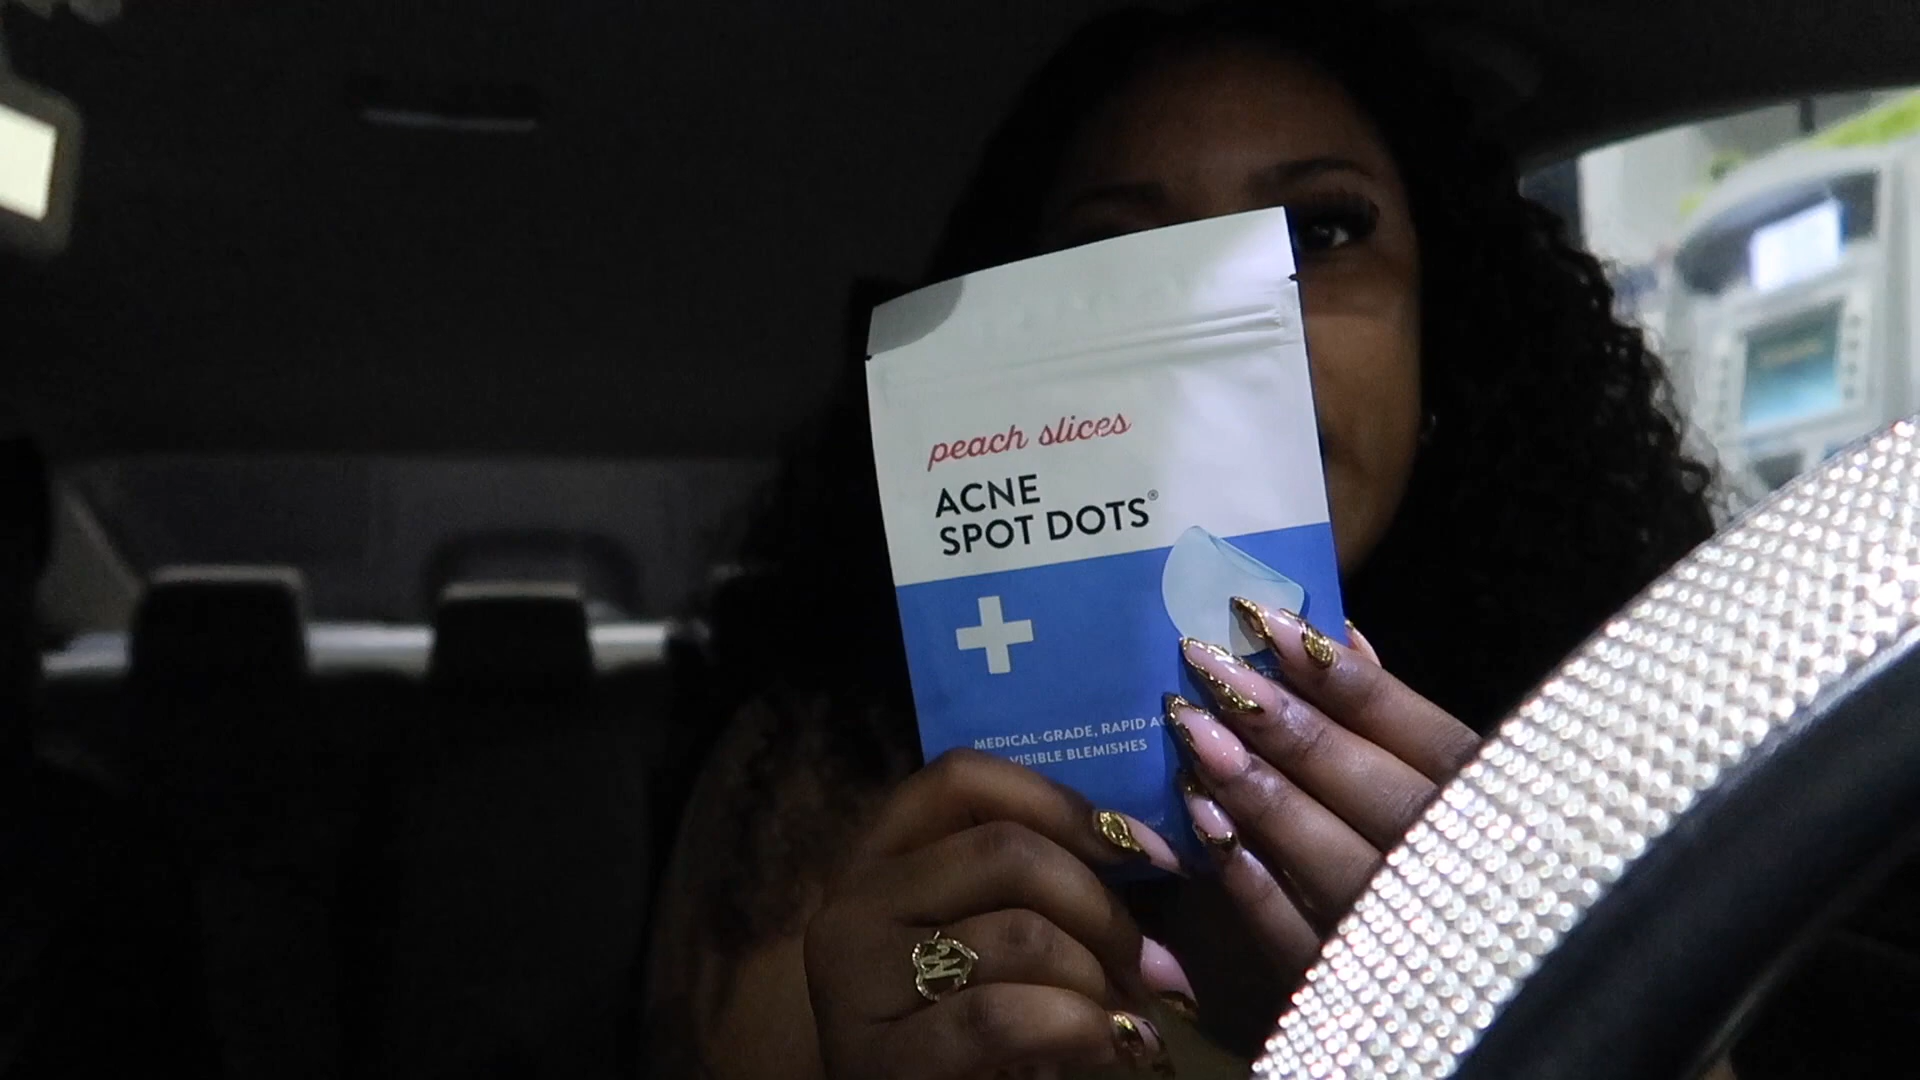 peach slices
ACNE
SPOT DOTS®
MEDICAL-GRADE, RAPID
VISIBLE BLEMISHES